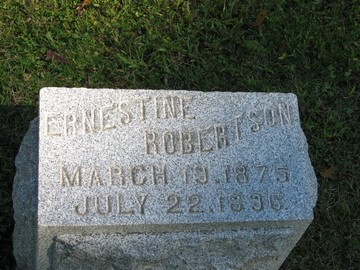 ERNESTINE
ROBERTSON
MARCH 19.1875
JULY 22.1896